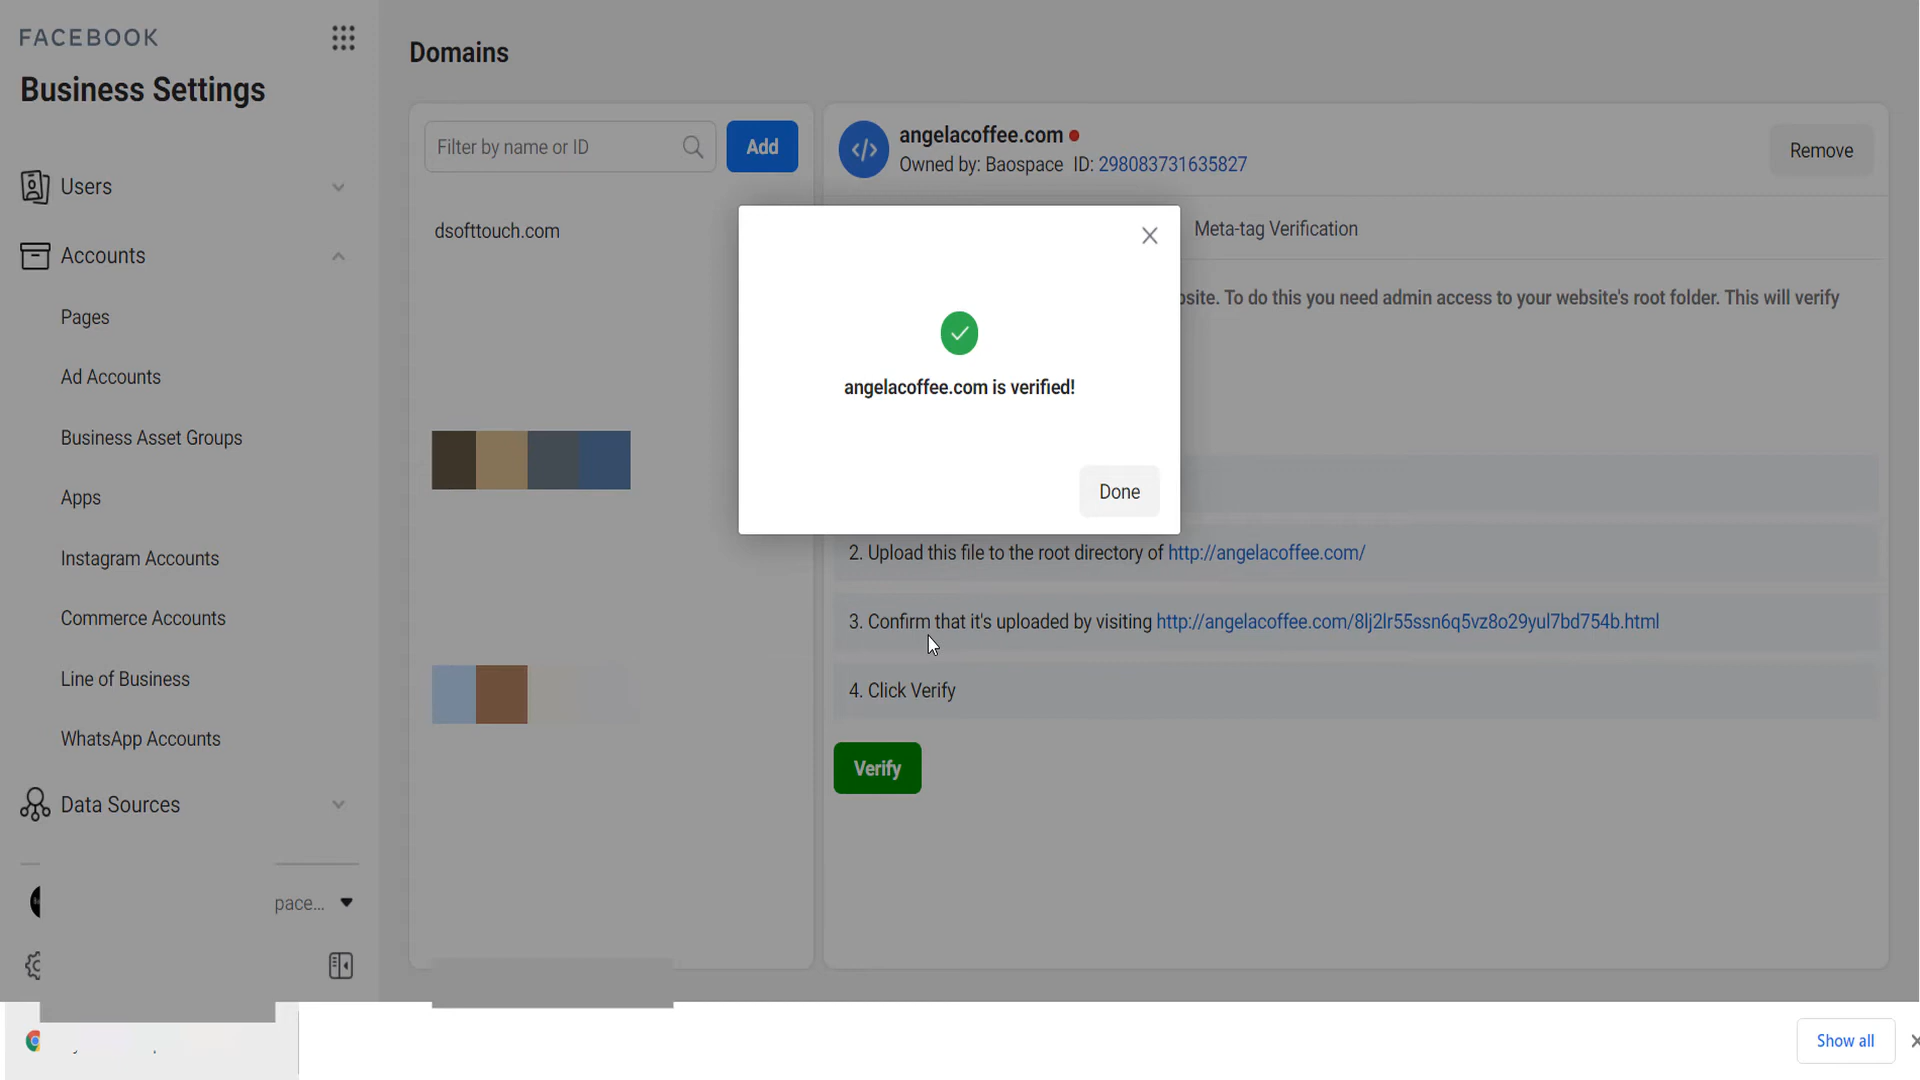 FACEBOOK
Business Settings
Users
Accounts
Pages
Ad Accounts
Business Asset Groups
Apps
Instagram Accounts
Commerce Accounts
Line of Business
WhatsApp Accounts
Data Sources
pace...
Domains
Filter by name or ID
Add
dsofttouch.com
angelacoffee.com
Owned by: Baospace ID: 298083731635827
Remove
Meta-tag Verification
site. To do this you need admin access to your website's root folder. This will verify
angelacoffee.com is verified!
Done
2. Upload this file to the root directory of http://angelacoffee.com/
3. Confirm that it's uploaded by visiting http://angelacoffee.com/8lj2lr55ssn6q5vz8o29yul7bd754b.html
4. Click Verify
Verify
Show all